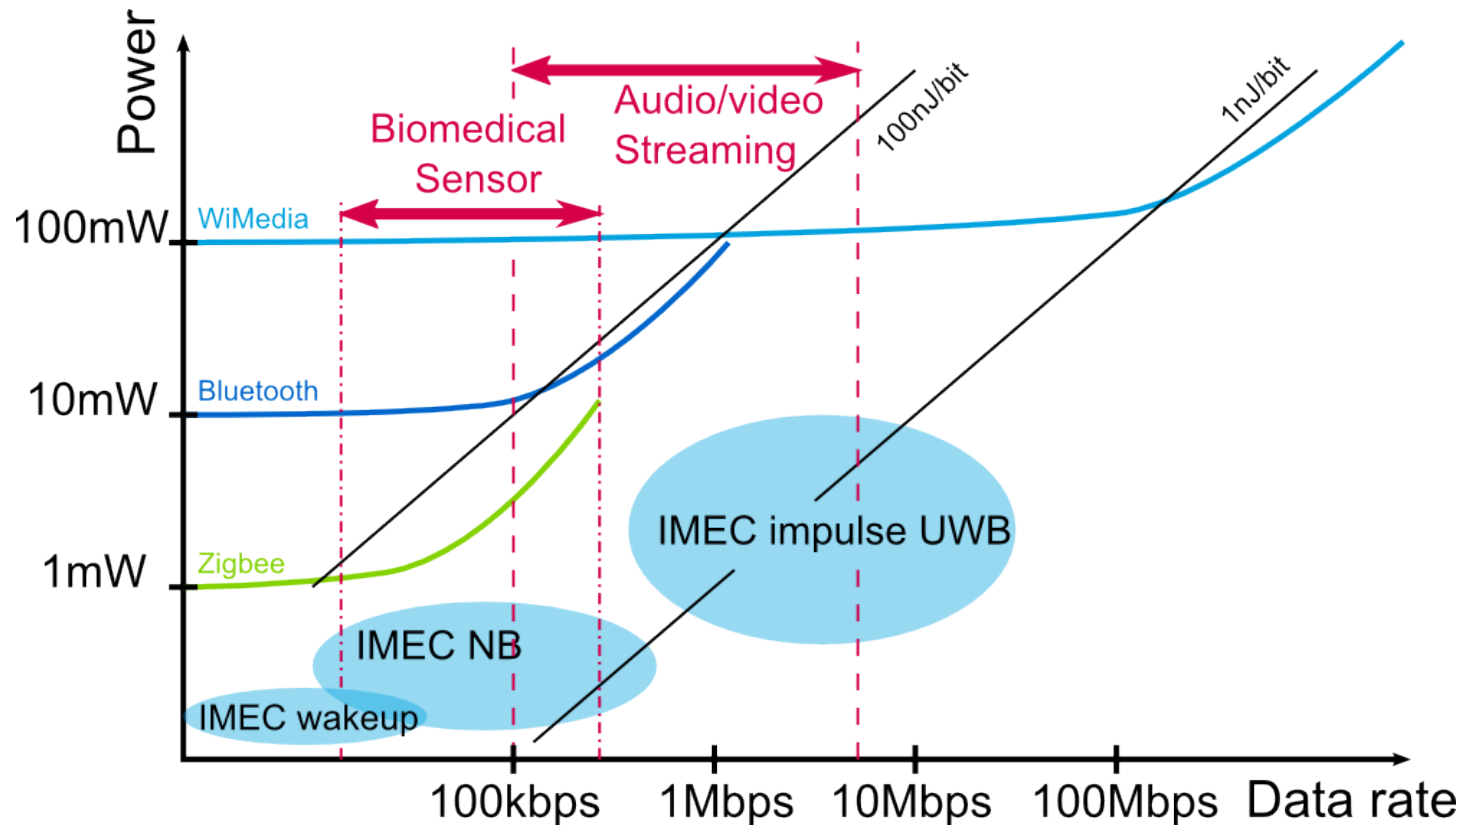 Power
Audio/video
Streaming
100nJ/bit
1nJ/bit
Biomedical
Sensor
100mW
WiMedia
10mW
Bluetooth
1mW
Zigbee
IMEC impulse UWB
IMEC NB
IMEC wakeup
100kbps
1Mbps
10Mbps
100Mbps
Data rate